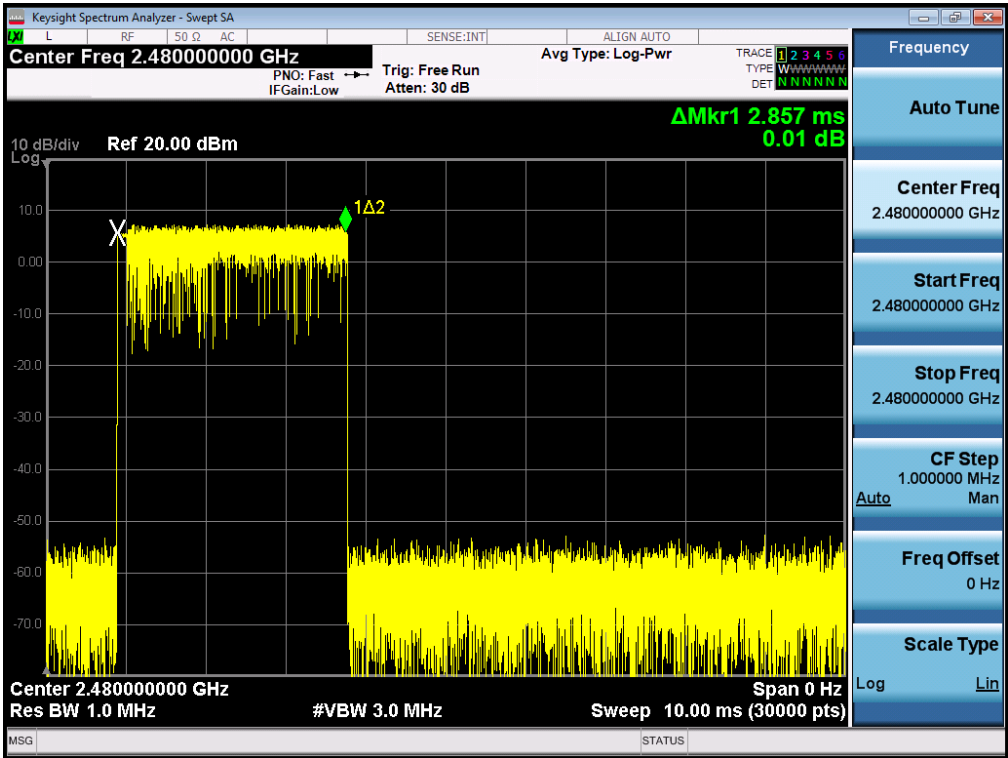 Keysight Spectrum Analyzer - Swept SA
LXI L RF 50 Ω AC SENSE:INT ALIGN AUTO
Center Freq 2.480000000 GHz
PNO: Fast
IFGain:Low
Trig: Free Run
Atten: 30 dB
Avg Type: Log-Pwr
TRACE 1 2 3 4 5 6
TYPE W W W W W W
DET N N N N N N
ΔMkr1 2.857 ms
0.01 dB
10 dB/div Ref 20.00 dBm
Log
1Δ2
10.0
0.00
-10.0
-20.0
-30.0
-40.0
-50.0
-60.0
-70.0
Center 2.480000000 GHz Span 0 Hz
Res BW 1.0 MHz #VBW 3.0 MHz Sweep 10.00 ms (30000 pts)
MSG STATUS
Frequency
Auto Tune
Center Freq
2.480000000 GHz
Start Freq
2.480000000 GHz
Stop Freq
2.480000000 GHz
CF Step
1.000000 MHz
Auto Man
Freq Offset
0 Hz
Scale Type
Log Lin